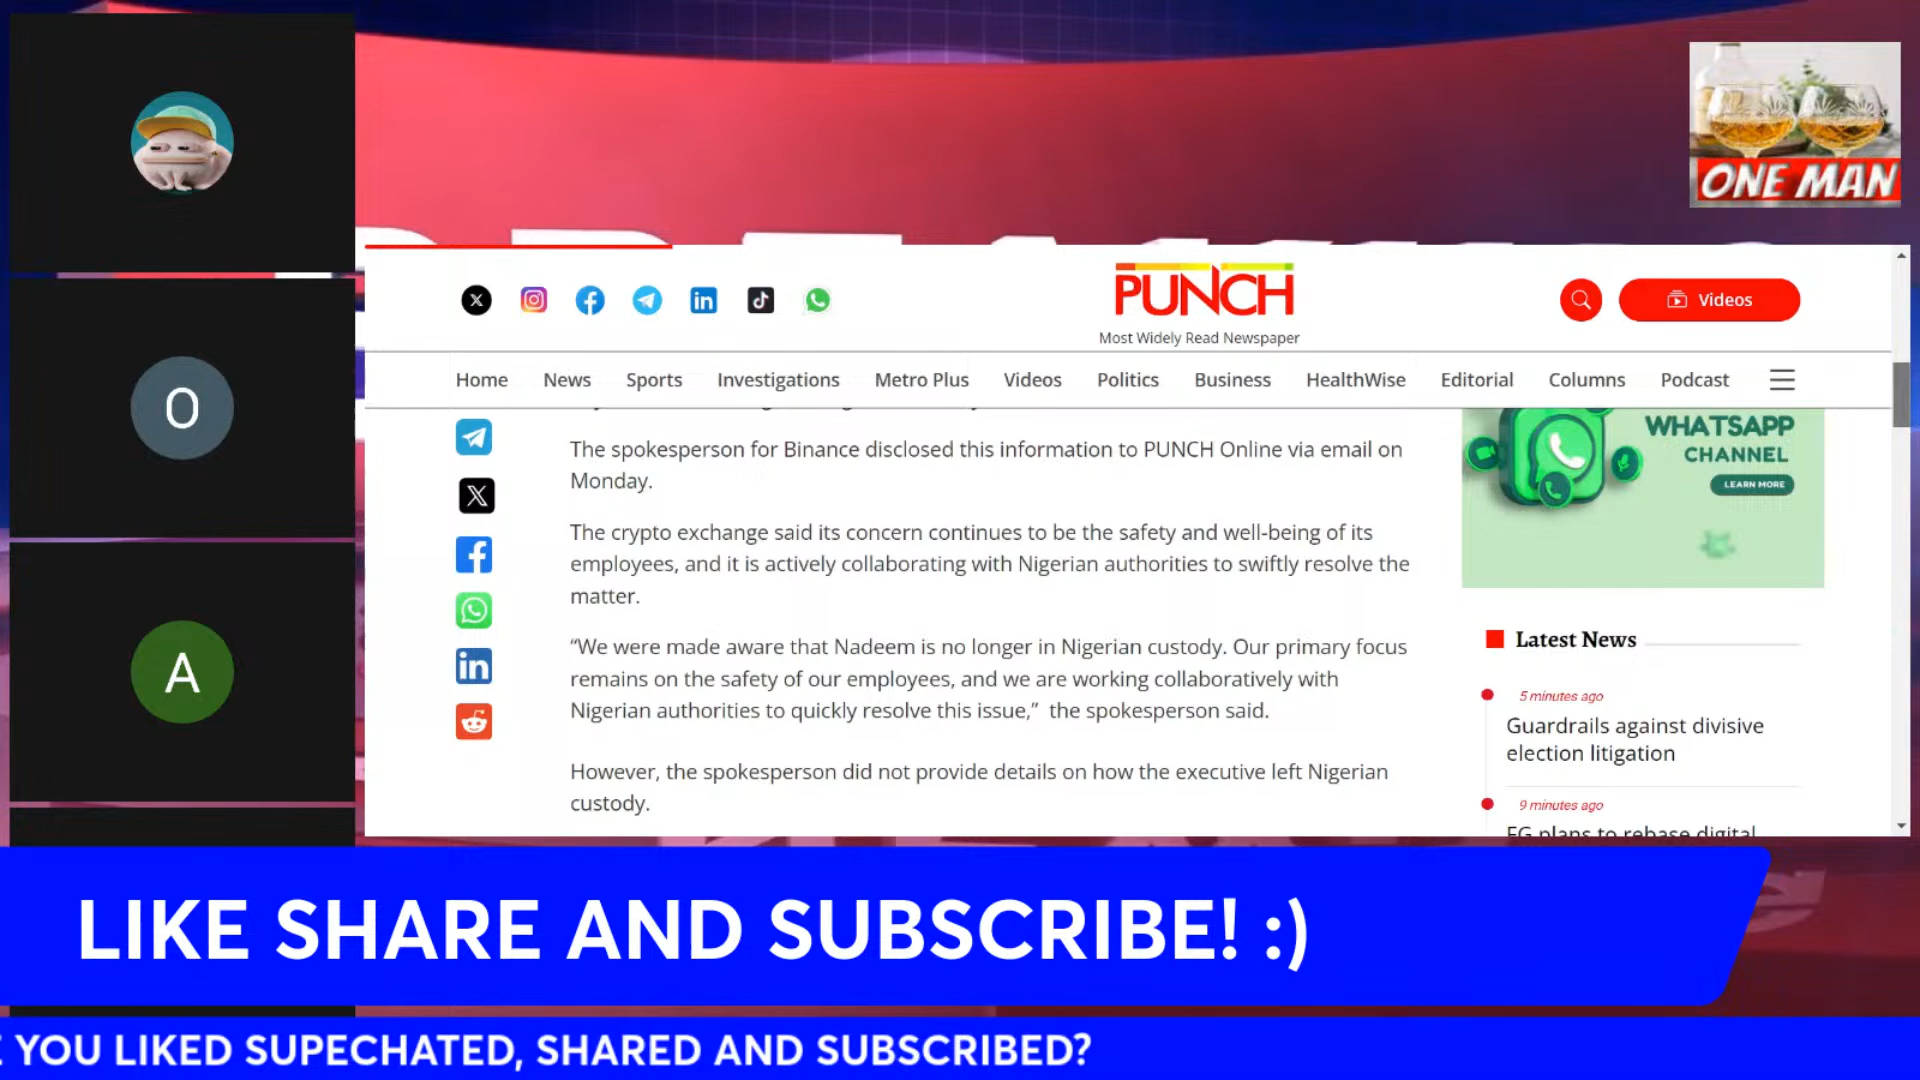 ONE MAN
PUNCH
Most Widely Read Newspaper
Videos
Home News Sports Investigations Metro Plus Videos Politics Business HealthWise Editorial Columns Podcast
The spokesperson for Binance disclosed this information to PUNCH Online via email on
Monday.
The crypto exchange said its concern continues to be the safety and well-being of its
employees, and it is actively collaborating with Nigerian authorities to swiftly resolve the
matter.
“We were made aware that Nadeem is no longer in Nigerian custody. Our primary focus
remains on the safety of our employees, and we are working collaboratively with
Nigerian authorities to quickly resolve this issue,” the spokesperson said.
However, the spokesperson did not provide details on how the executive left Nigerian
custody.
WHATSAPP
CHANNEL
LEARN MORE
Latest News
5 minutes ago
Guardrails against divisive
election litigation
9 minutes ago
FG plans to rebase digital
O
A
LIKE SHARE AND SUBSCRIBE! :)
YOU LIKED SUPECHATED, SHARED AND SUBSCRIBED?